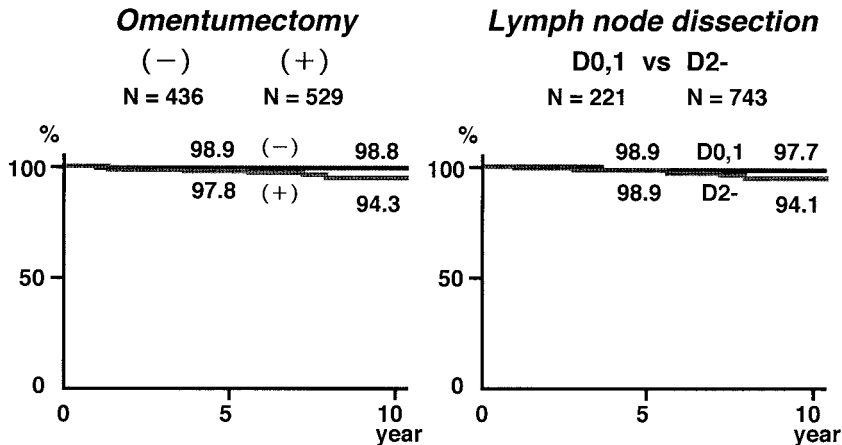 Omentumectomy
(−) (+)
N = 436 N = 529
%
100
50
0
0 5 10
year
98.9 (−) 98.8
97.8 (+) 94.3
Lymph node dissection
D0,1 vs D2-
N = 221 N = 743
%
100
50
0
0 5 10
year
98.9 D0,1 97.7
98.9 D2- 94.1